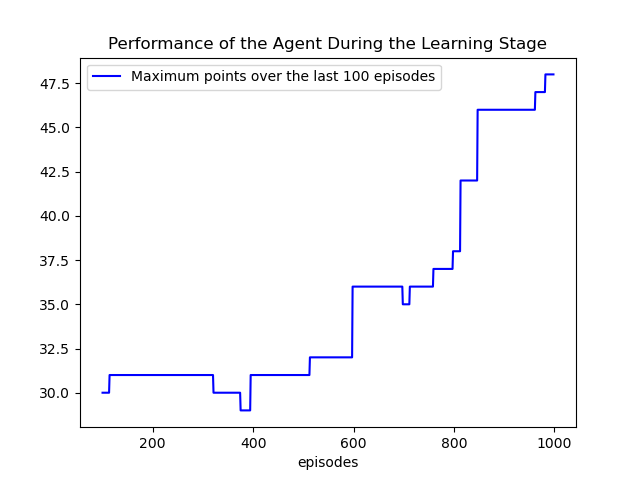 Performance of the Agent During the Learning Stage
Maximum points over the last 100 episodes
47.5
45.0
42.5
40.0
37.5
35.0
32.5
30.0
200 400 600 800 1000
episodes